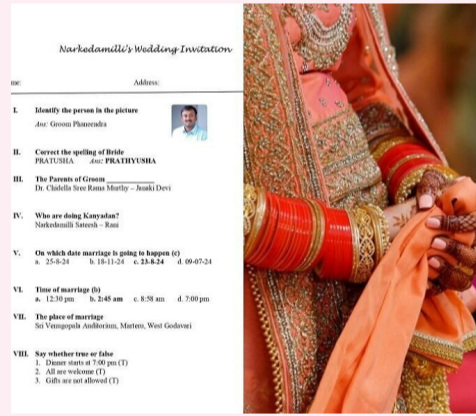 Narkedamilli's Wedding Invitation
Address:
I. Identify the person in the picture
Ans: Groom Phaneendra
II. Correct the spelling of Bride
PRATUSHA Ans: PRATHYUSHA
III. The Parents of Groom
Dr. Chidella Sree Rama Murthy – Janaki Devi
IV. Who are doing Kanyadan?
Narkedamilli Sateesh – Rani
V. On which date marriage is going to happen (c)
a. 25-8-24 b. 18-11-24 c. 23-8-24 d. 09-07-24
VI. Time of marriage (b)
a. 12:30 pm b. 2:45 am c. 8:58 am d. 7:00 pm
VII. The place of marriage
Sri Venugopala Auditorium, Marteru, West Godavari
VIII. Say whether true or false
1. Dinner starts at 7:00 pm (T)
2. All are welcome (T)
3. Gifts are not allowed (T)